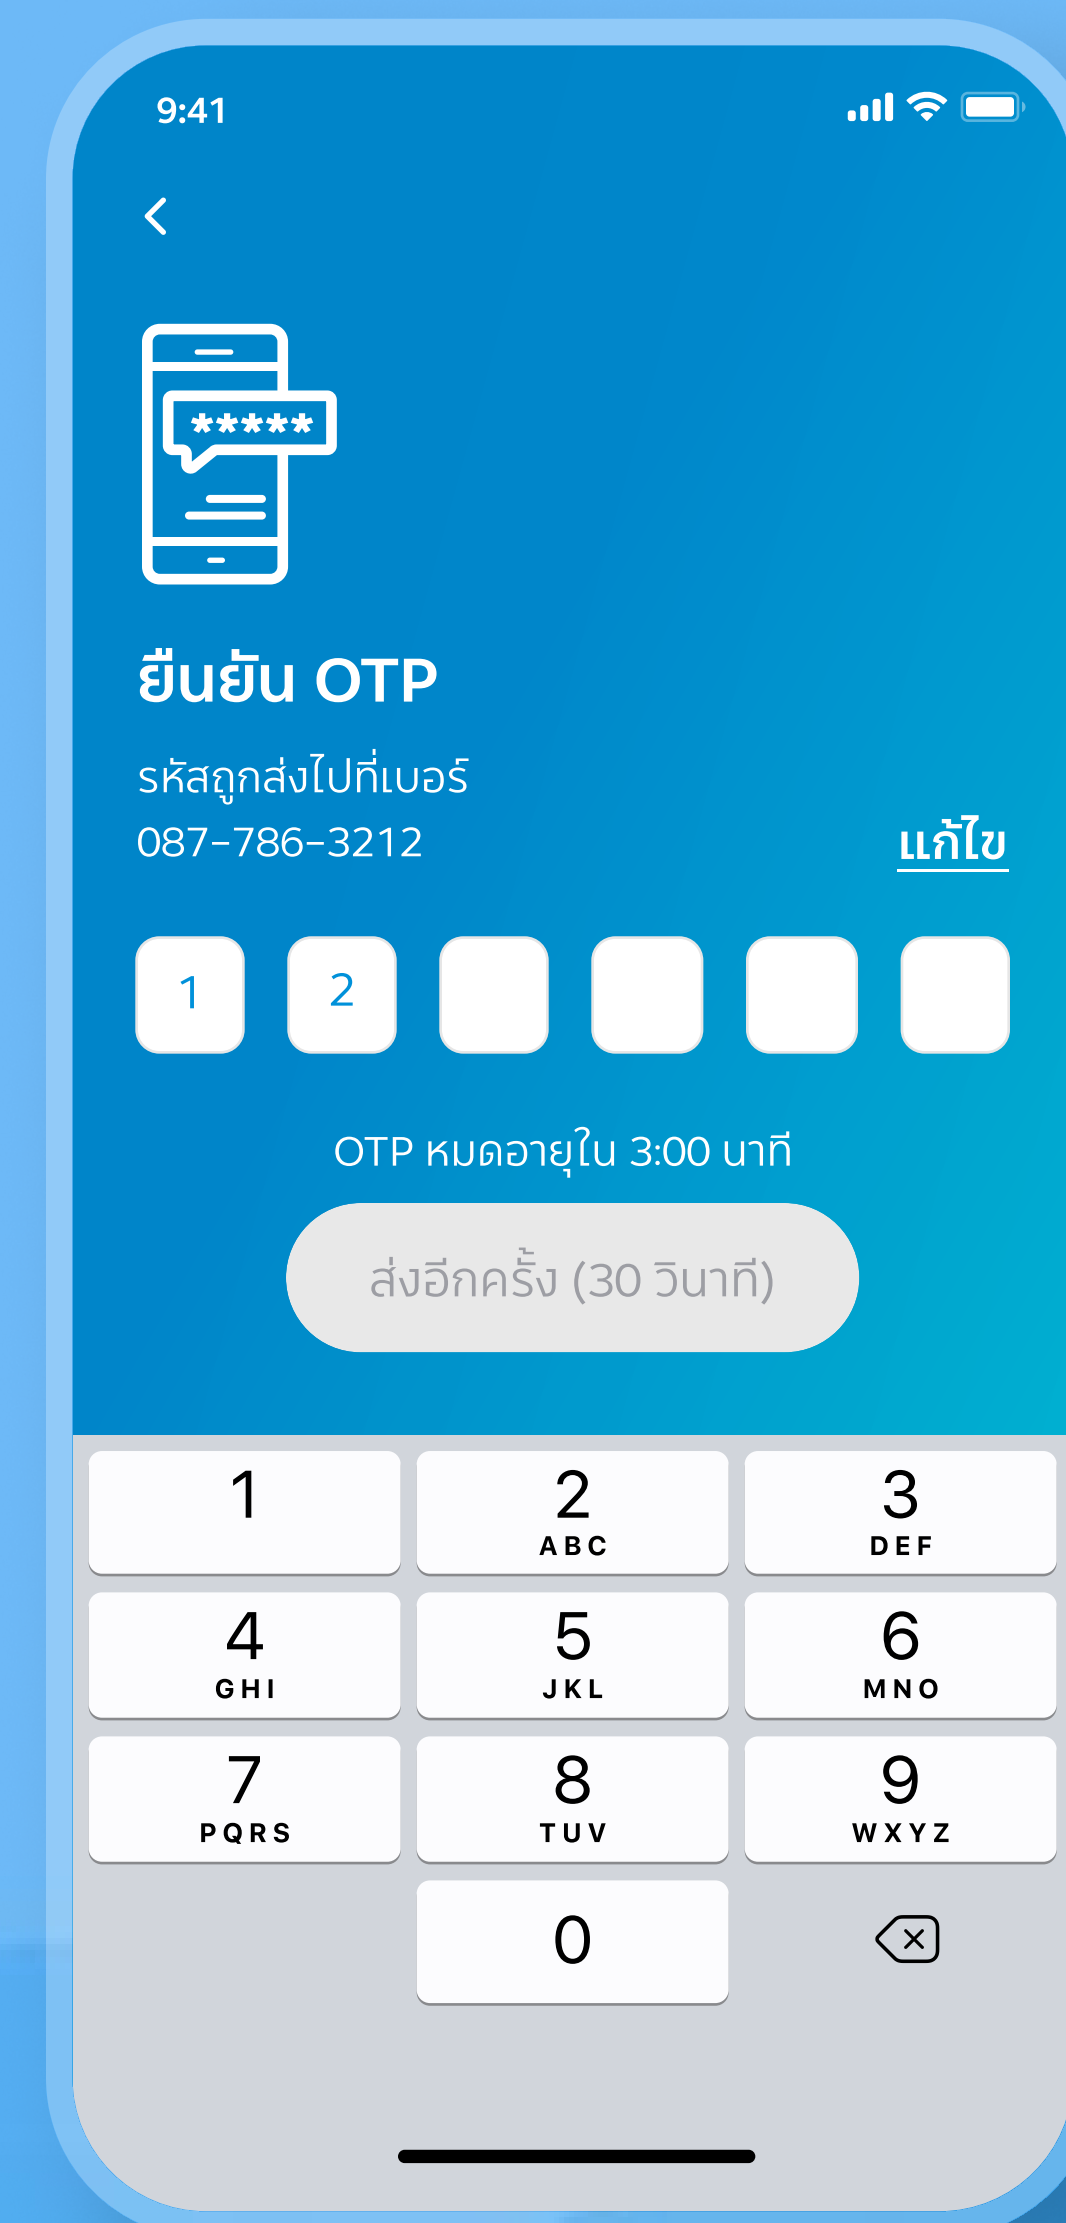 9:41
*****
ยืนยัน OTP
รหัสถูกส่งไปที่เบอร์
087-786-3212
แก้ไข
1 2
OTP หมดอายุใน 3:00 นาที
ส่งอีกครั้ง (30 วินาที)
1 2 3
ABC DEF
4 5 6
GHI JKL MNO
7 8 9
PQRS TUV WXYZ
0